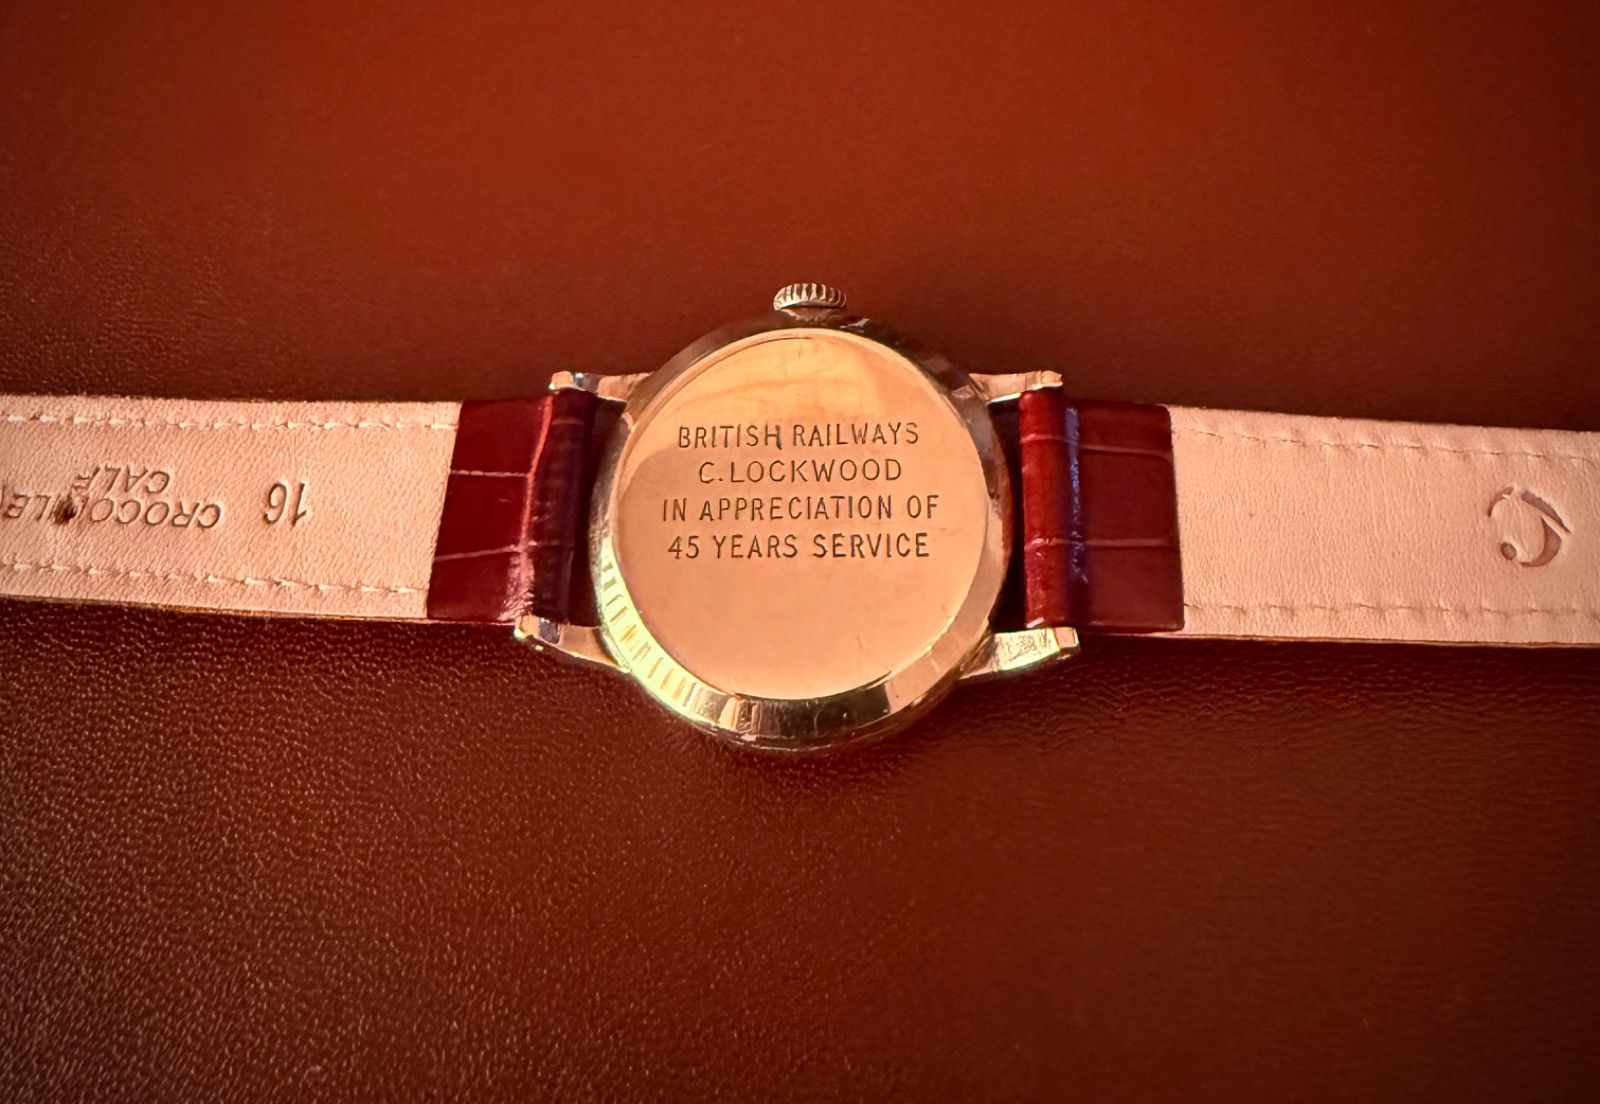 BRITISH RAILWAYS
C. LOCKWOOD
IN APPRECIATION OF
45 YEARS SERVICE
16
CALF